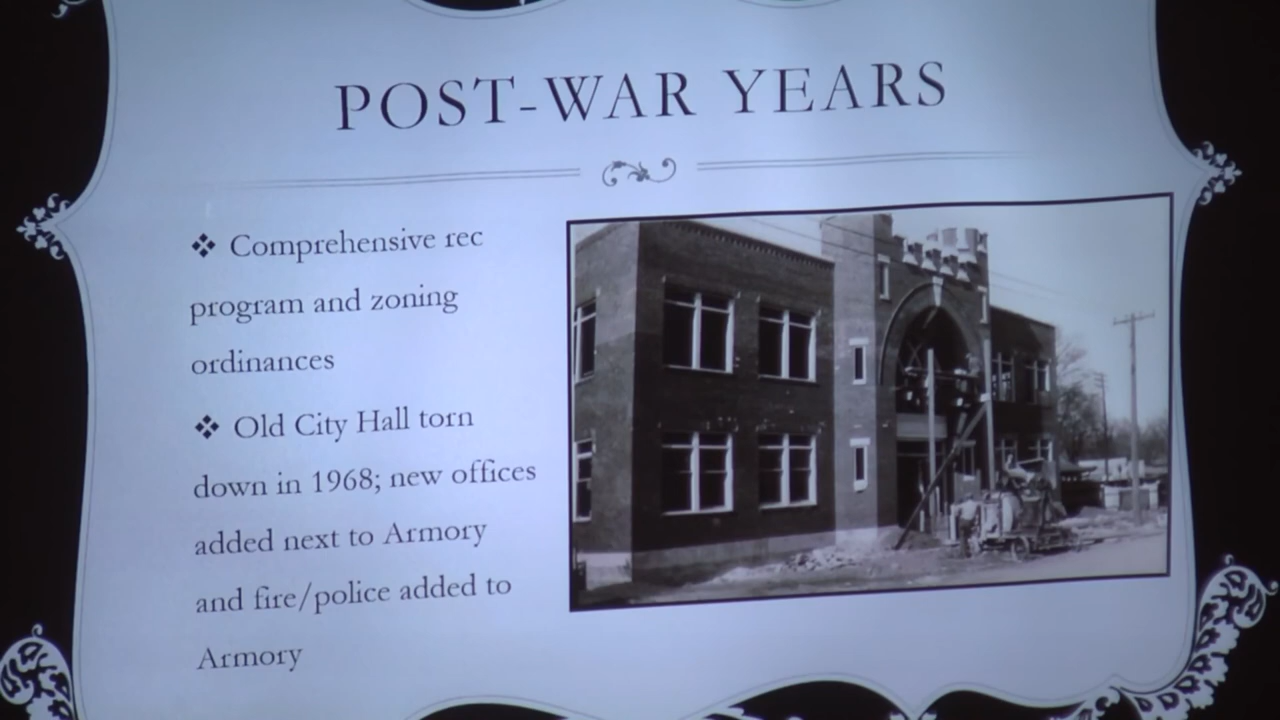 POST-WAR YEARS
❖ Comprehensive rec
program and zoning
ordinances
❖ Old City Hall torn
down in 1968; new offices
added next to Armory
and fire/police added to
Armory